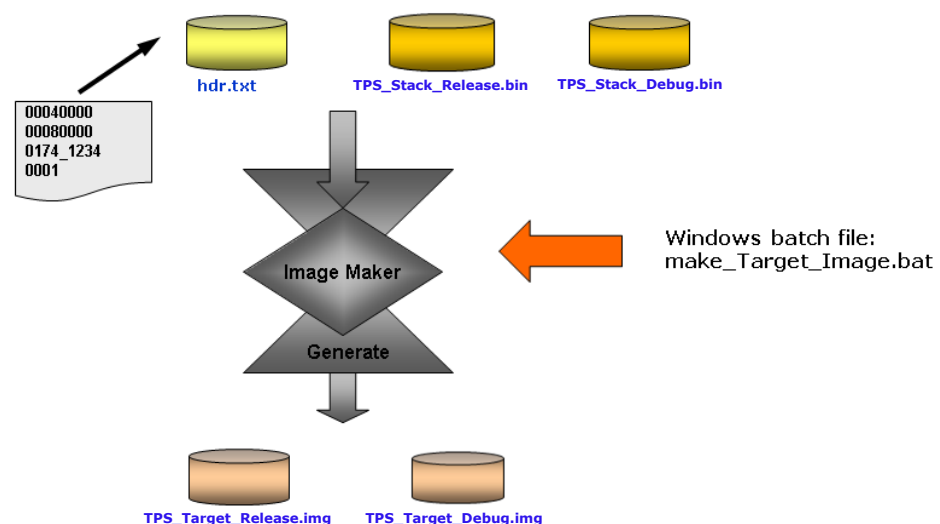 hdr.txt
TPS_Stack_Release.bin
TPS_Stack_Debug.bin
00040000
00080000
0174_1234
0001
Image Maker
Windows batch file:
make_Target_Image.bat
Generate
TPS_Target_Release.img
TPS_Target_Debug.img